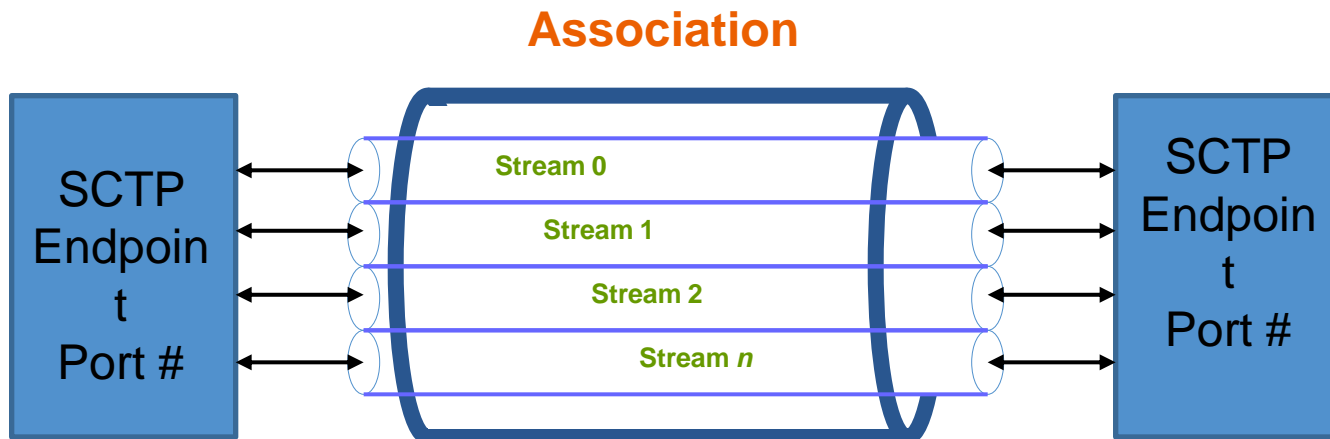 Association
SCTP
Endpoin
t
Port #
Stream 0
Stream 1
Stream 2
Stream n
SCTP
Endpoin
t
Port #